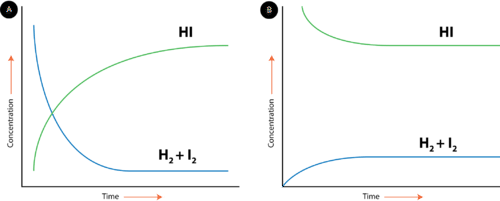 A
HI
Concentration
H₂ + I₂
Time
B
HI
Concentration
H₂ + I₂
Time